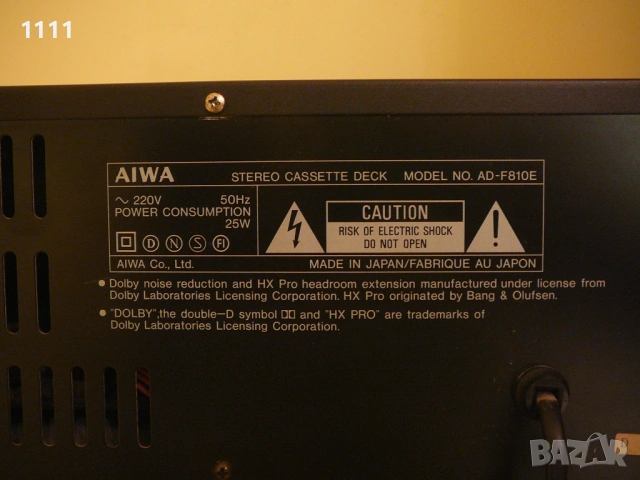 1111
AIWA STEREO CASSETTE DECK MODEL NO. AD-F810E
~ 220V 50Hz
POWER CONSUMPTION
25W
D N S FI
CAUTION
RISK OF ELECTRIC SHOCK
DO NOT OPEN
!
AIWA Co., Ltd. MADE IN JAPAN/FABRIQUE AU JAPON
• Dolby noise reduction and HX Pro headroom extension manufactured under license from
Dolby Laboratories Licensing Corporation. HX Pro originated by Bang & Olufsen.
• "DOLBY",the double-D symbol and "HX PRO" are trademarks of
Dolby Laboratories Licensing Corporation.
BAZAR
bg